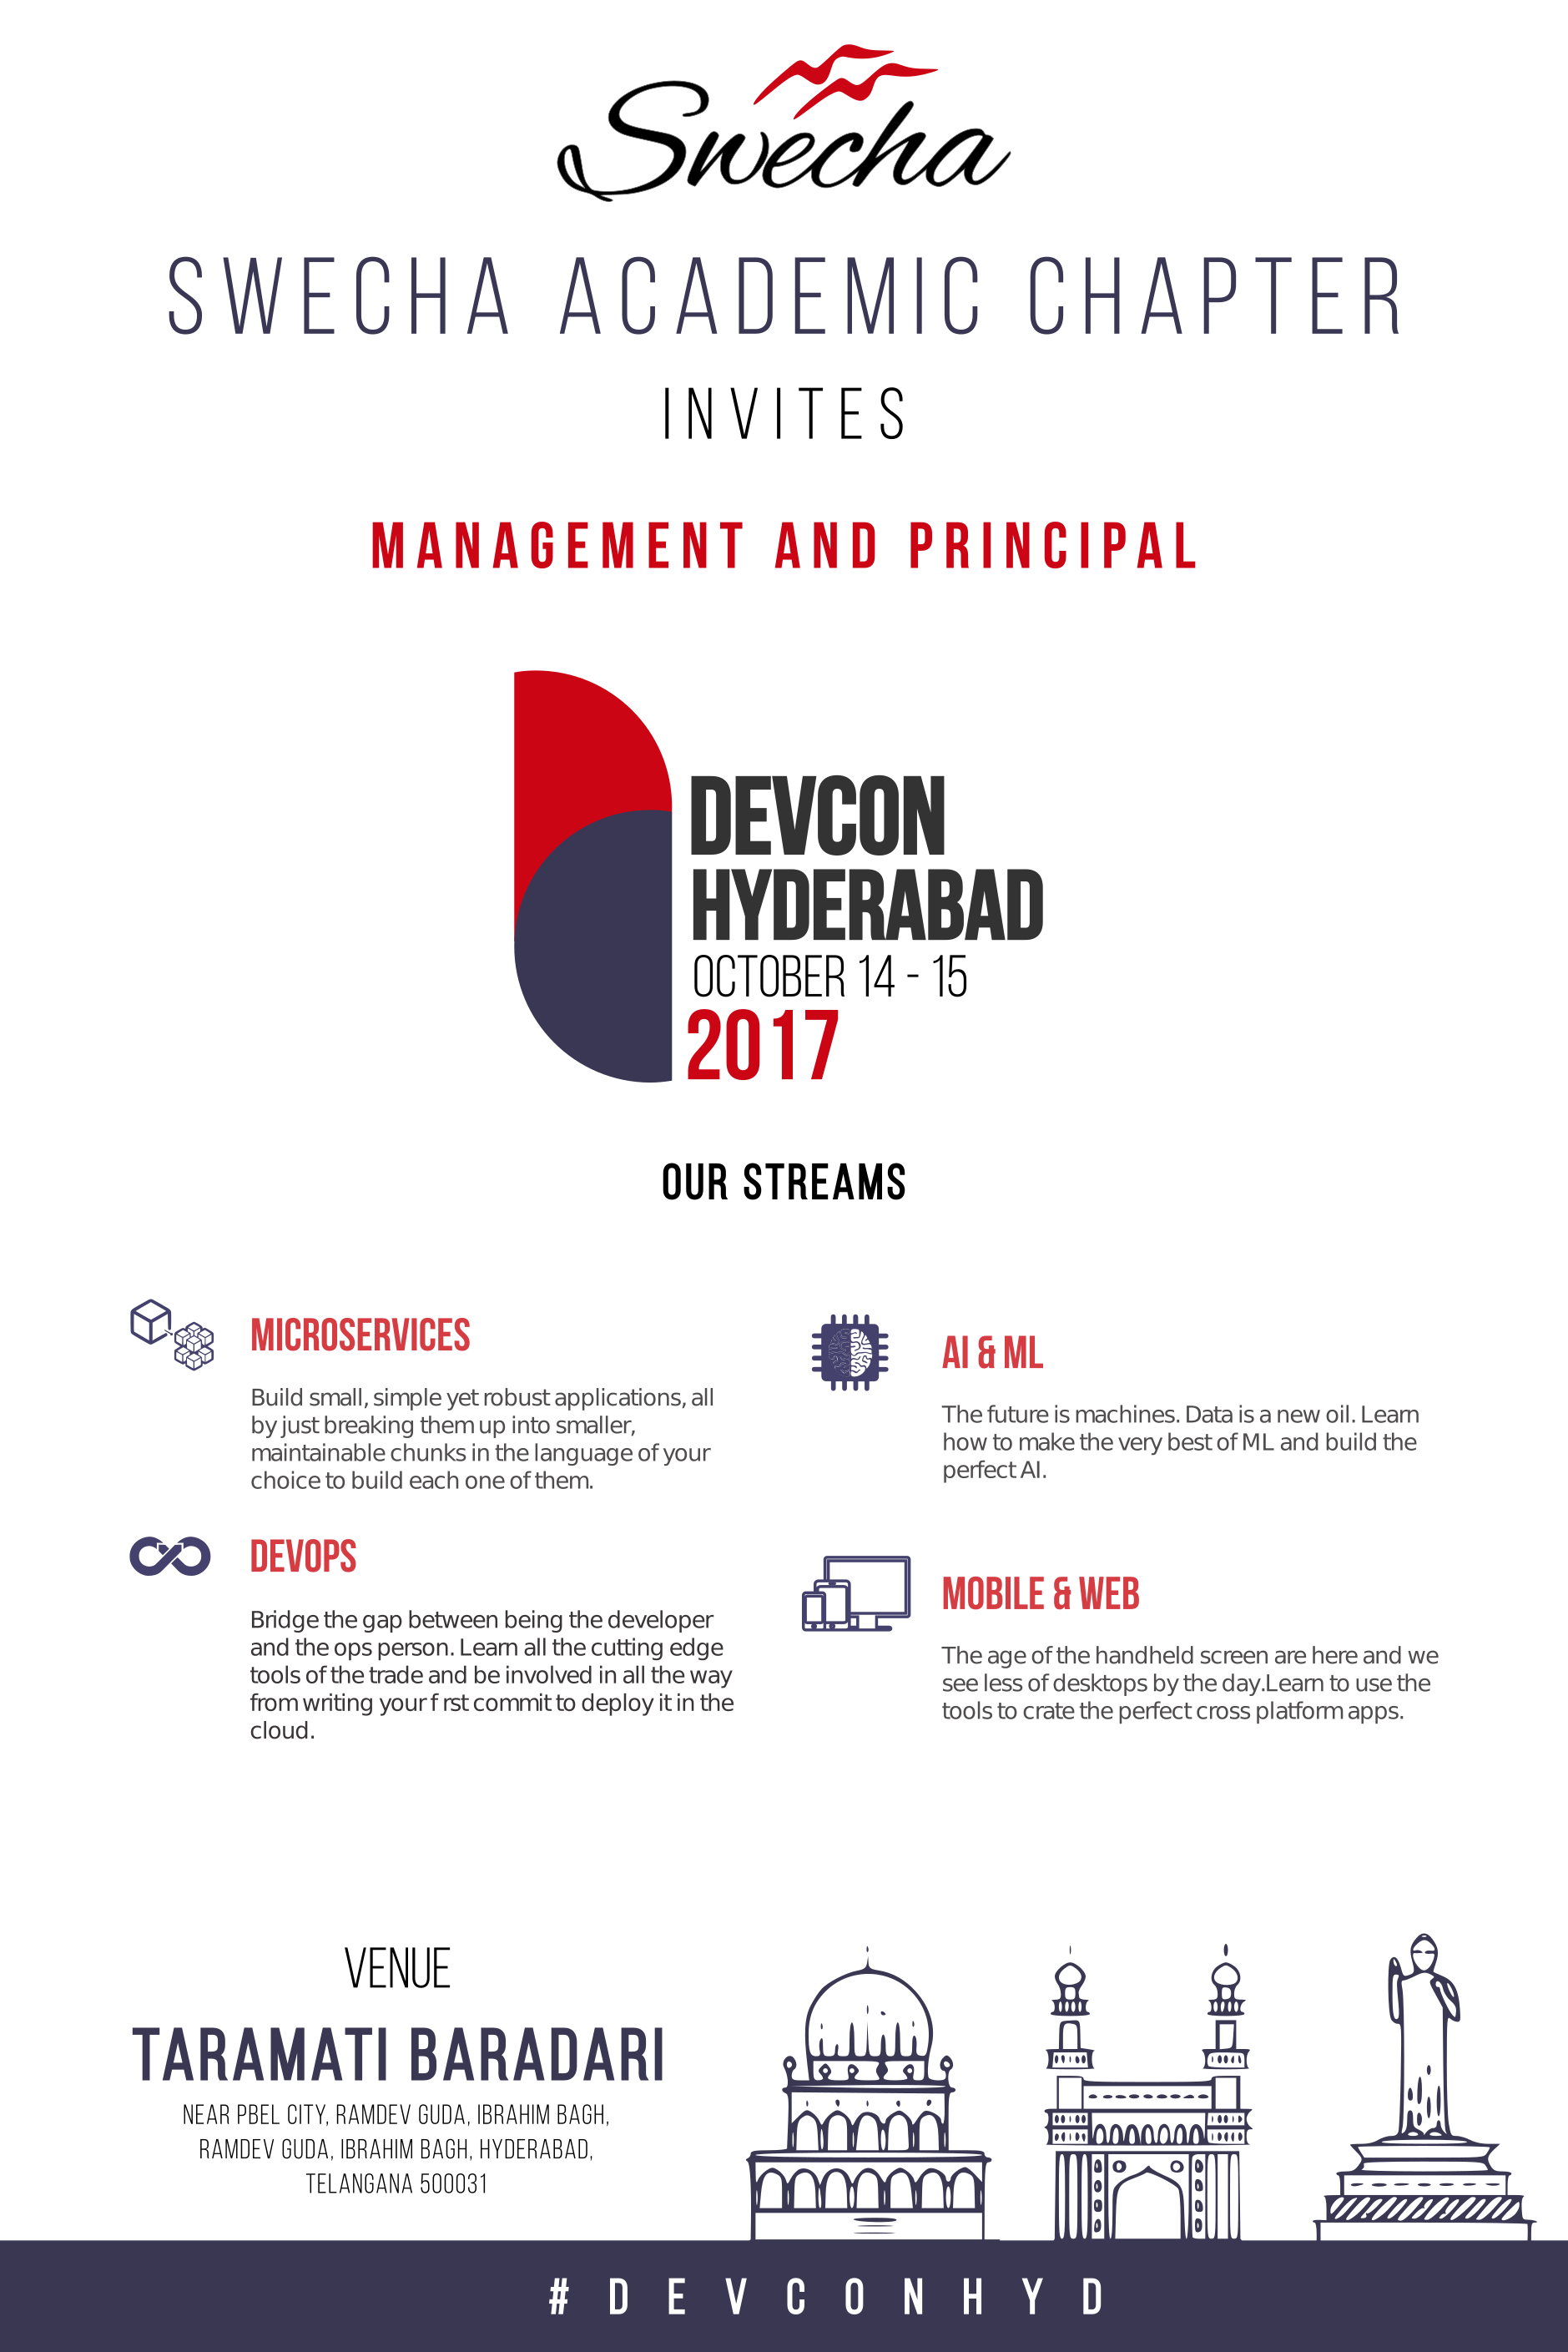 Swecha
SWECHA ACADEMIC CHAPTER
INVITES
MANAGEMENT AND PRINCIPAL
DEVCON
HYDERABAD
OCTOBER 14 - 15
2017
OUR STREAMS
MICROSERVICES
Build small, simple yet robust applications, all
by just breaking them up into smaller,
maintainable chunks in the language of your
choice to build each one of them.
AI & ML
The future is machines. Data is a new oil. Learn
how to make the very best of ML and build the
perfect AI.
DEVOPS
Bridge the gap between being the developer
and the ops person. Learn all the cutting edge
tools of the trade and be involved in all the way
from writing your f rst commit to deploy it in the
cloud.
MOBILE & WEB
The age of the handheld screen are here and we
see less of desktops by the day.Learn to use the
tools to crate the perfect cross platform apps.
VENUE
TARAMATI BARADARI
NEAR PBEL CITY, RAMDEV GUDA, IBRAHIM BAGH,
RAMDEV GUDA, IBRAHIM BAGH, HYDERABAD,
TELANGANA 500031
#DEVCONHYD